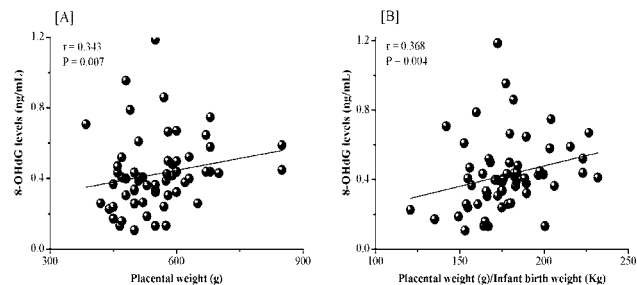 [A]
[B]
r = 0.343
P = 0.007
r = 0.368
P = 0.004
8-OHdG levels (ng/mL)
1.2
0.8
0.4
0.0
300
450
600
750
900
Placental weight (g)
8-OHdG levels (ng/mL)
1.2
0.8
0.4
0.0
100
150
200
250
Placental weight (g)/Infant birth weight (Kg)